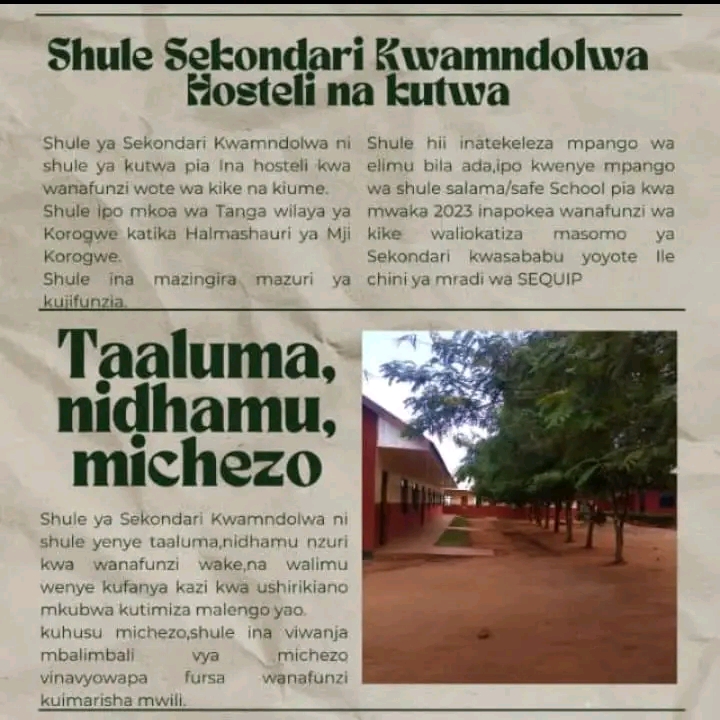 Shule Sekondari Kwamndolwa
Hosteli na kutwa
Shule ya Sekondari Kwamndolwa ni
shule ya kutwa pia Ina hosteli kwa
wanafunzi wote wa kike na kiume.
Shule ipo mkoa wa Tanga wilaya ya
Korogwe katika Halmashauri ya Mji
Korogwe.
Shule ina mazingira mazuri ya
kujifunzia.
Shule hii inatekeleza mpango wa
elimu bila ada,ipo kwenye mpango
wa shule salama/safe School pia kwa
mwaka 2023 inapokea wanafunzi wa
kike waliokatiza masomo ya
Sekondari kwasababu yoyote Ile
chini ya mradi wa SEQUIP
Taaluma,
nidhamu,
michezo
Shule ya Sekondari Kwamndolwa ni
shule yenye taaluma,nidhamu nzuri
kwa wanafunzi wake,na walimu
wenye kufanya kazi kwa ushirikiano
mkubwa kutimiza malengo yao.
kuhusu michezo,shule ina viwanja
mbalimbali vya michezo
vinavyowapa fursa wanafunzi
kuimarisha mwili.